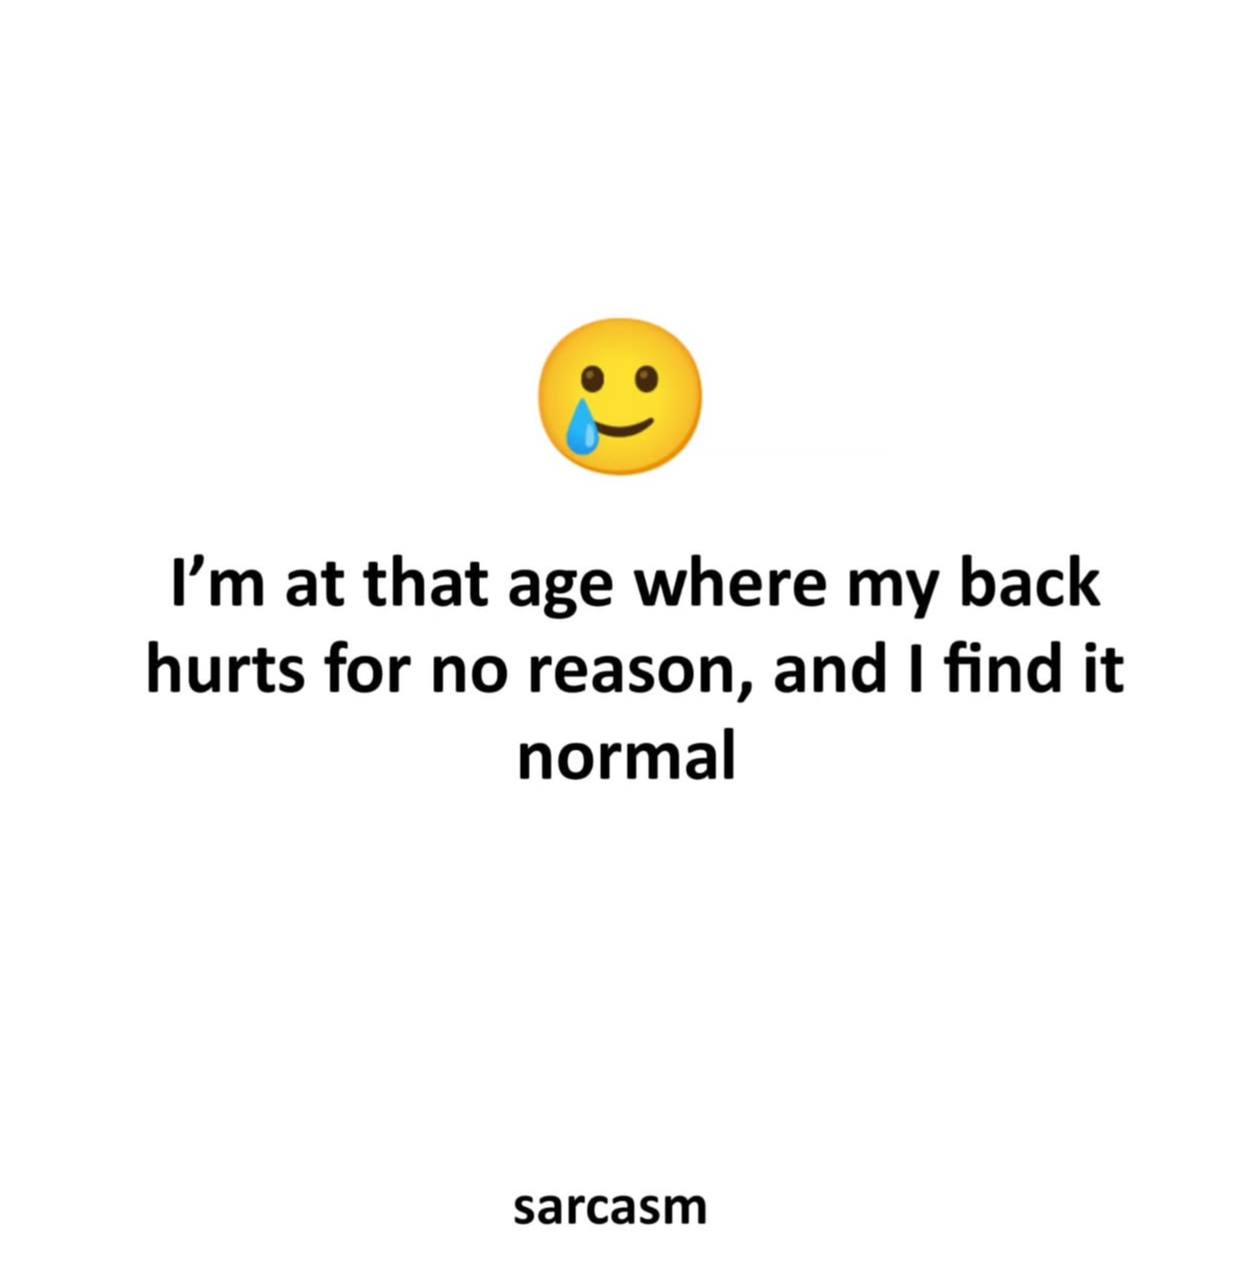 I’m at that age where my back
hurts for no reason, and I find it
normal
sarcasm